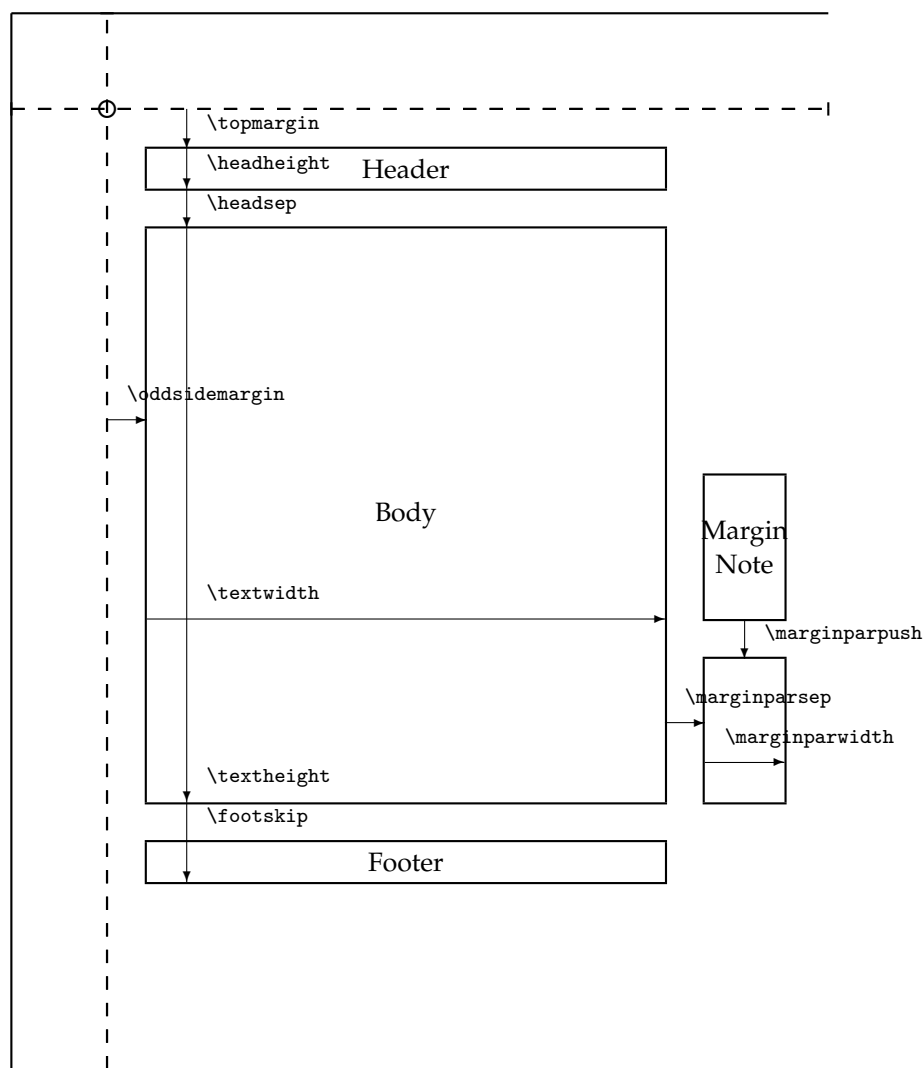 \topmargin
\headheight
Header
\headsep
\oddsidemargin
Body
Margin
Note
\textwidth
\marginparpush
\marginparsep
\marginparwidth
\textheight
\footskip
Footer